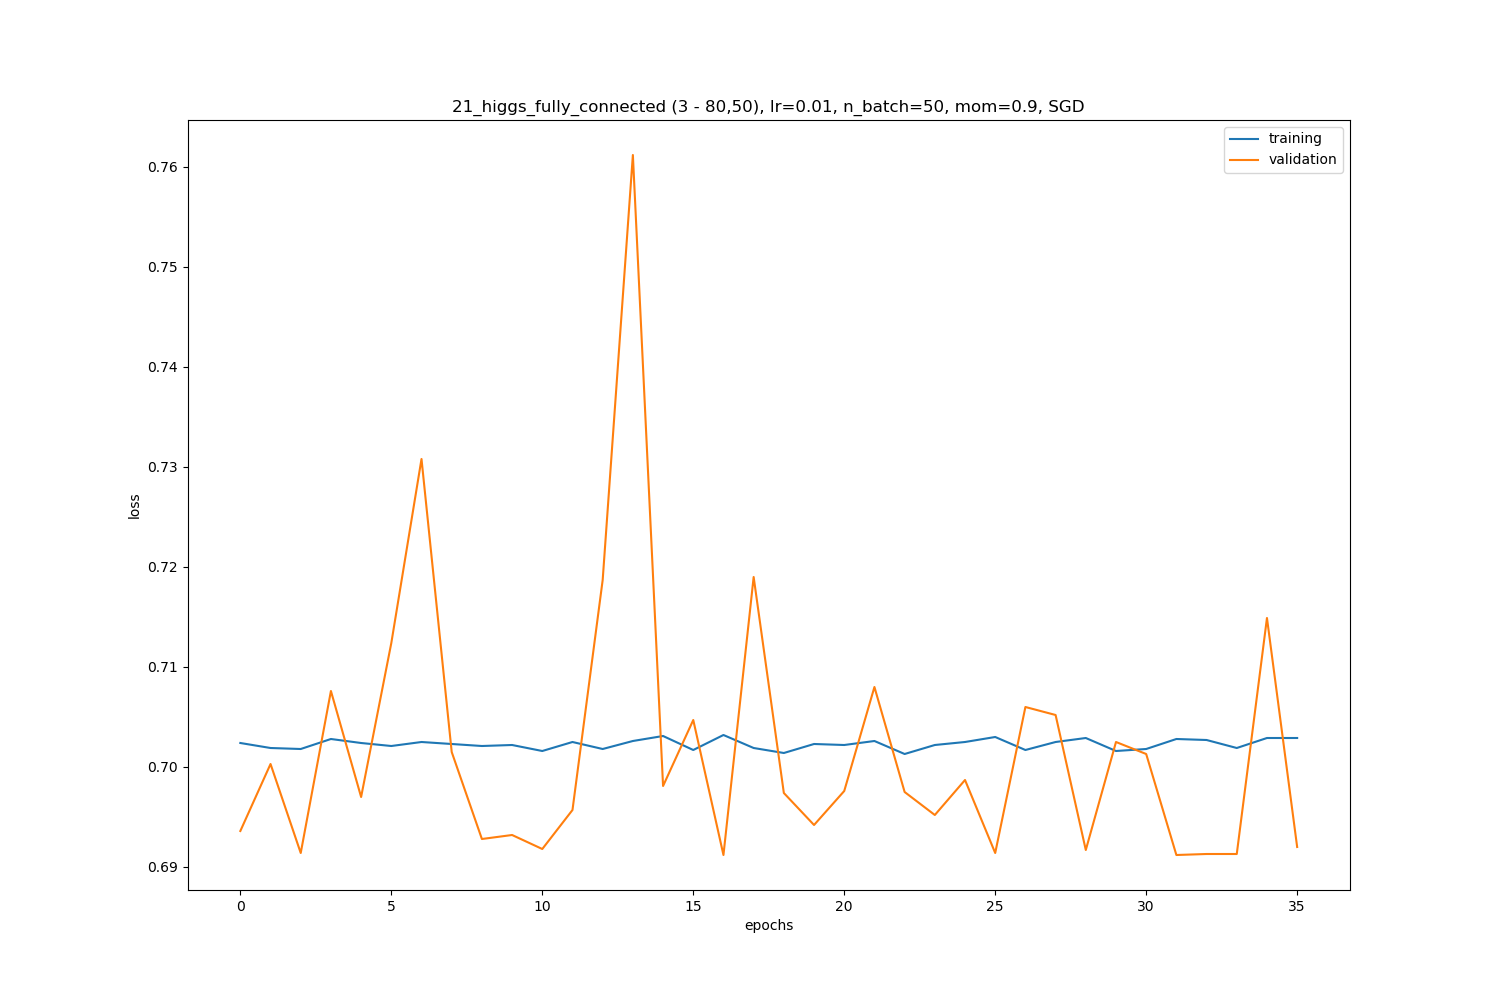 21_higgs_fully_connected (3 - 80,50), lr=0.01, n_batch=50, mom=0.9, SGD
training
validation
0.76
0.75
0.74
0.73
0.72
0.71
0.70
0.69
loss
0 5 10 15 20 25 30 35
epochs